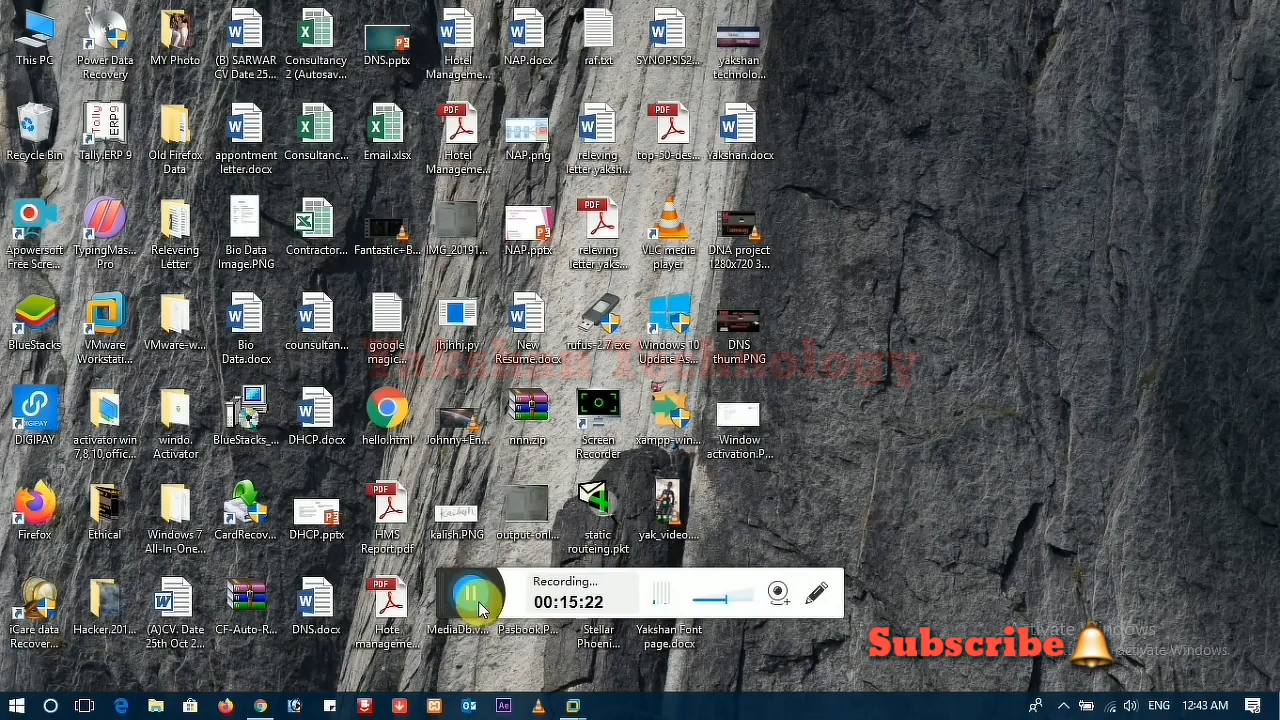 This PC
Power Data
Recovery
MY Photo
(B) SARWAR
CV Date 25...
Consultancy
2 (Autosav...
DNS.pptx
Hotel
Manageme...
NAP.docx
raf.txt
SYNOPSIS2...
yakshan
technolo...
Recycle Bin
Tally.ERP 9
Old Firefox
Data
appontment
letter.docx
Consultanc...
Email.xlsx
Hotel
Manageme...
NAP.png
releving
letter yaksh...
top-50-des...
Yakshan.docx
Apowersoft
Free Scre...
TypingMas...
Pro
Releveing
Letter
Bio Data
Image.PNG
Contractor...
Fantastic+B...
IMG_20191...
NAP.pptx
releving
letter yaks...
VLC media
player
DNA project
1280x720 3...
BlueStacks
VMware
Workstati...
VMware-w...
Bio
Data.docx
counsultan...
google
magic...
jhjhhj.py
New
Resume.docx
rufus-2.7.exe
Windows 10
Update As...
DNS
thum.PNG
Yakshan Technology
DIGIPAY
activator.win
7,8,10,offic...
windo.
Activator
BlueStacks_...
DHCP.docx
hello.html
Johnny+En...
nnn.zip
Screen
Recorder
xampp-win...
Window
activation.P...
Firefox
Ethical
Windows 7
All-In-One...
CardRecov...
DHCP.pptx
HMS
Report.pdf
kalish.PNG
output-onl...
static
routeing.pkt
yak_video....
Recording...
00:15:22
iCare data
Recover...
Hacker.201...
(A)CV. Date
25th Oct 2...
CF-Auto-R...
DNS.docx
Hote
manageme...
MediaDb.v...
Pasbook.P...
Stellar
Phoeni...
Yakshan Font
page.docx
Activate Windows
Subscribe
activate Windows.
ENG
12:43 AM